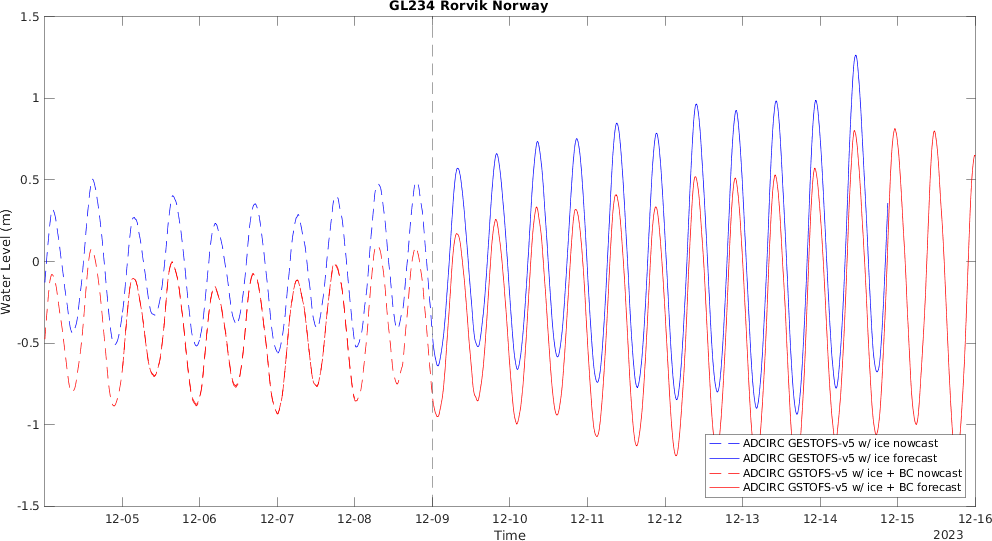 GL234 Rorvik Norway
1.5
1
0.5
0
-0.5
-1
-1.5
Water Level (m)
ADCIRC GESTOFS-v5 w/ ice nowcast
ADCIRC GESTOFS-v5 w/ ice forecast
ADCIRC GSTOFS-v5 w/ ice + BC nowcast
ADCIRC GSTOFS-v5 w/ ice + BC forecast
12-05 12-06 12-07 12-08 12-09 12-10 12-11 12-12 12-13 12-14 12-15 12-16
Time
2023